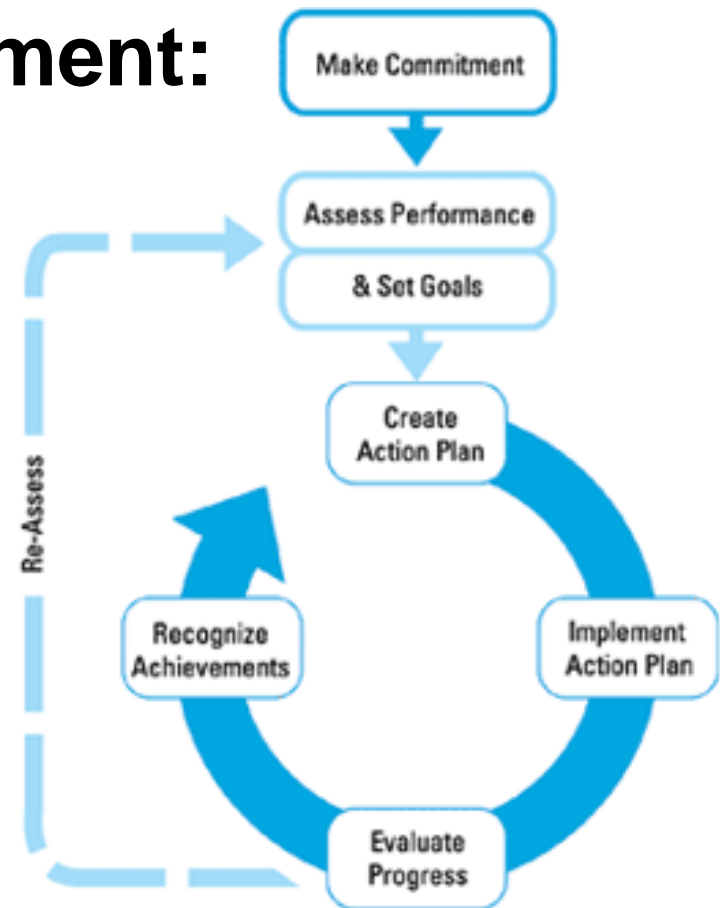 ment:
Make Commitment
Assess Performance
& Set Goals
Create
Action Plan
Re-Assess
Recognize
Achievements
Implement
Action Plan
Evaluate
Progress